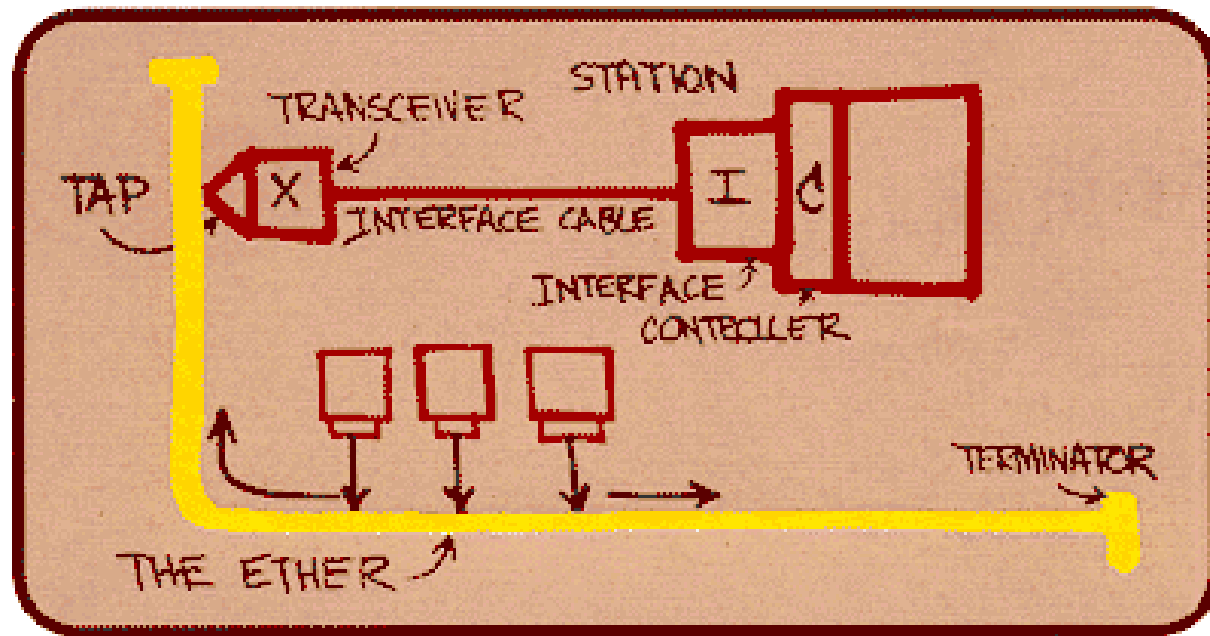 STATION
TRANSCEIVER
TAP
X
I
C
INTERFACE CABLE
INTERFACE
CONTROLLER
TERMINATOR
THE ETHER